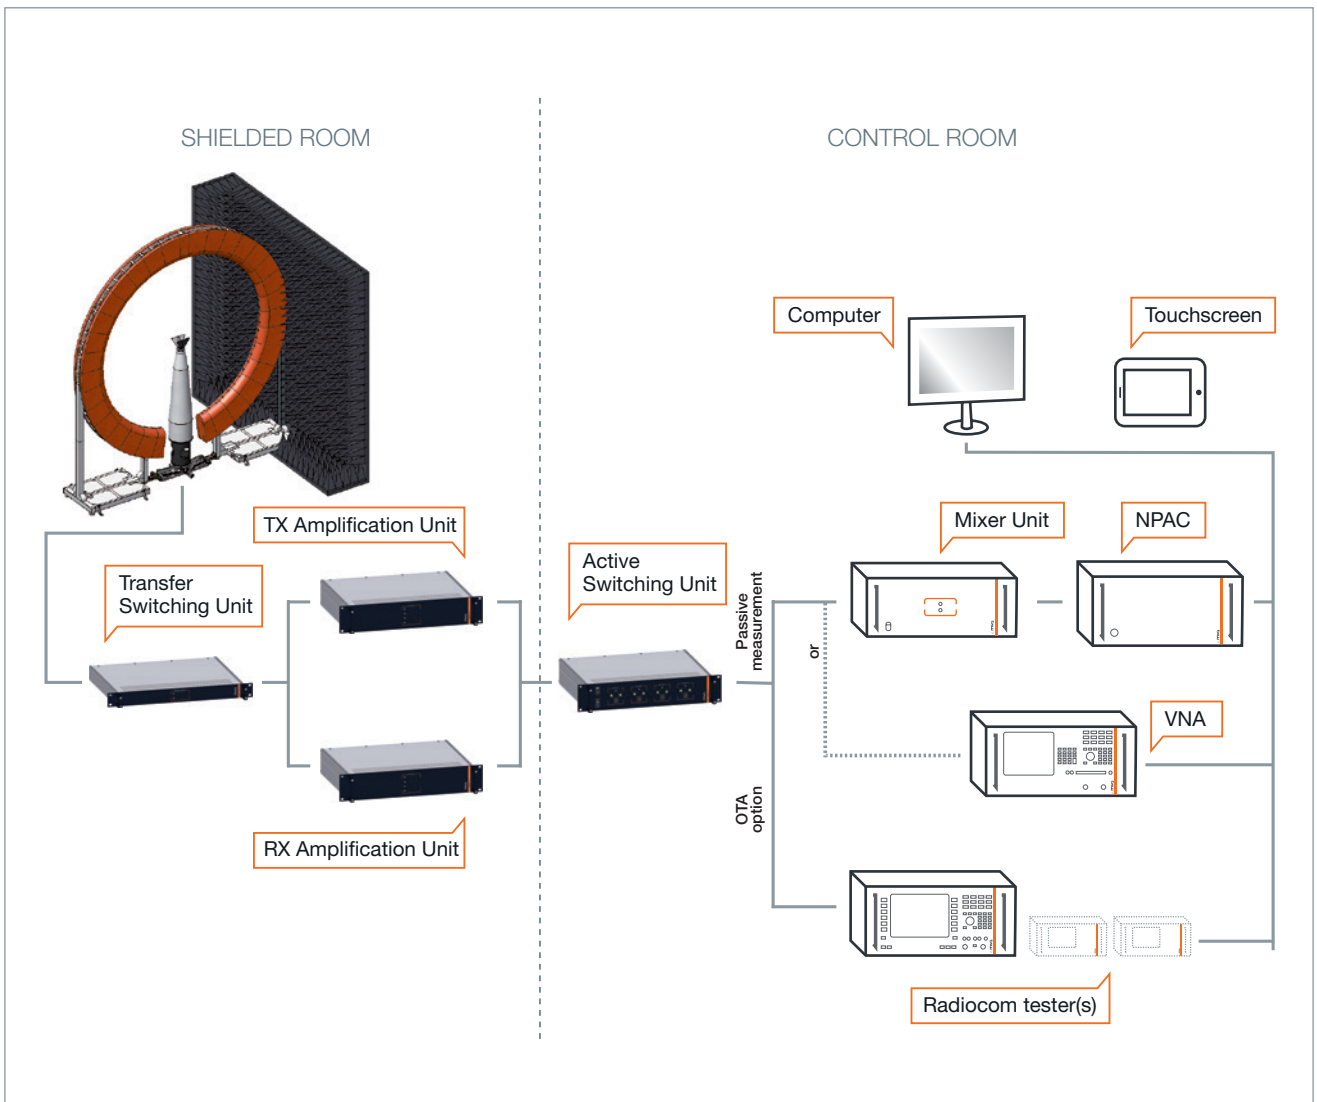 SHIELDED ROOM
CONTROL ROOM
Computer
Touchscreen
TX Amplification Unit
Mixer Unit
NPAC
Transfer
Switching Unit
Active
Switching Unit
Passive
measurement
or
VNA
OTA
option
RX Amplification Unit
Radiocom tester(s)